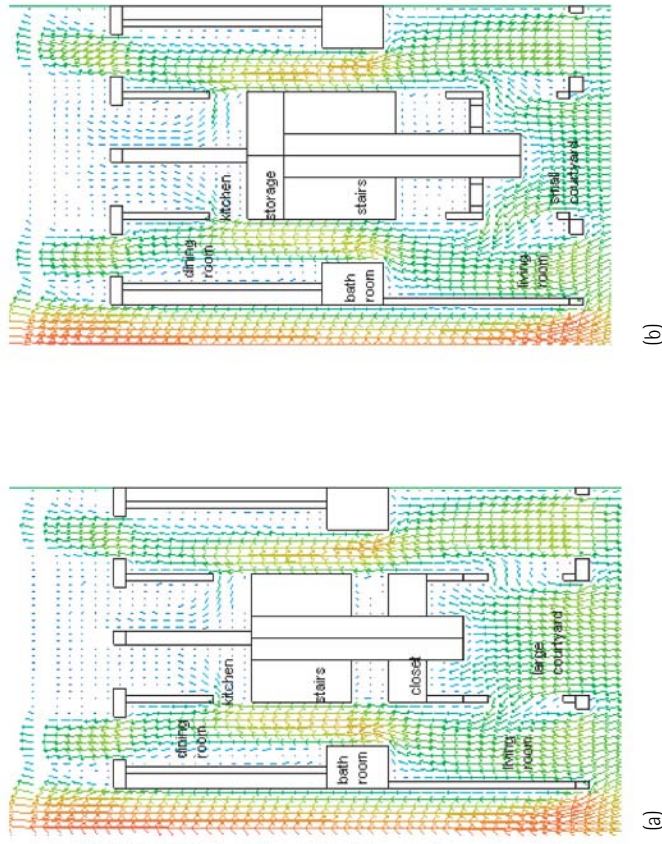 (a)
dining
room
kitchen
bath
room
stairs
closet
living
room
large
courtyard
(b)
dining
room
kitchen
storage
bath
room
stairs
living
room
small
courtyard